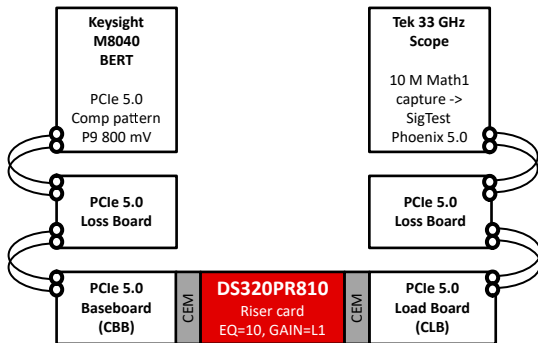 Keysight
M8040
BERT
PCIe 5.0
Comp pattern
P9 800 mV
Tek 33 GHz
Scope
10 M Math1
capture ->
SigTest
Phoenix 5.0
PCIe 5.0
Loss Board
PCIe 5.0
Loss Board
PCIe 5.0
Baseboard
(CBB)
CEM
DS320PR810
Riser card
EQ=10, GAIN=L1
CEM
PCIe 5.0
Load Board
(CLB)